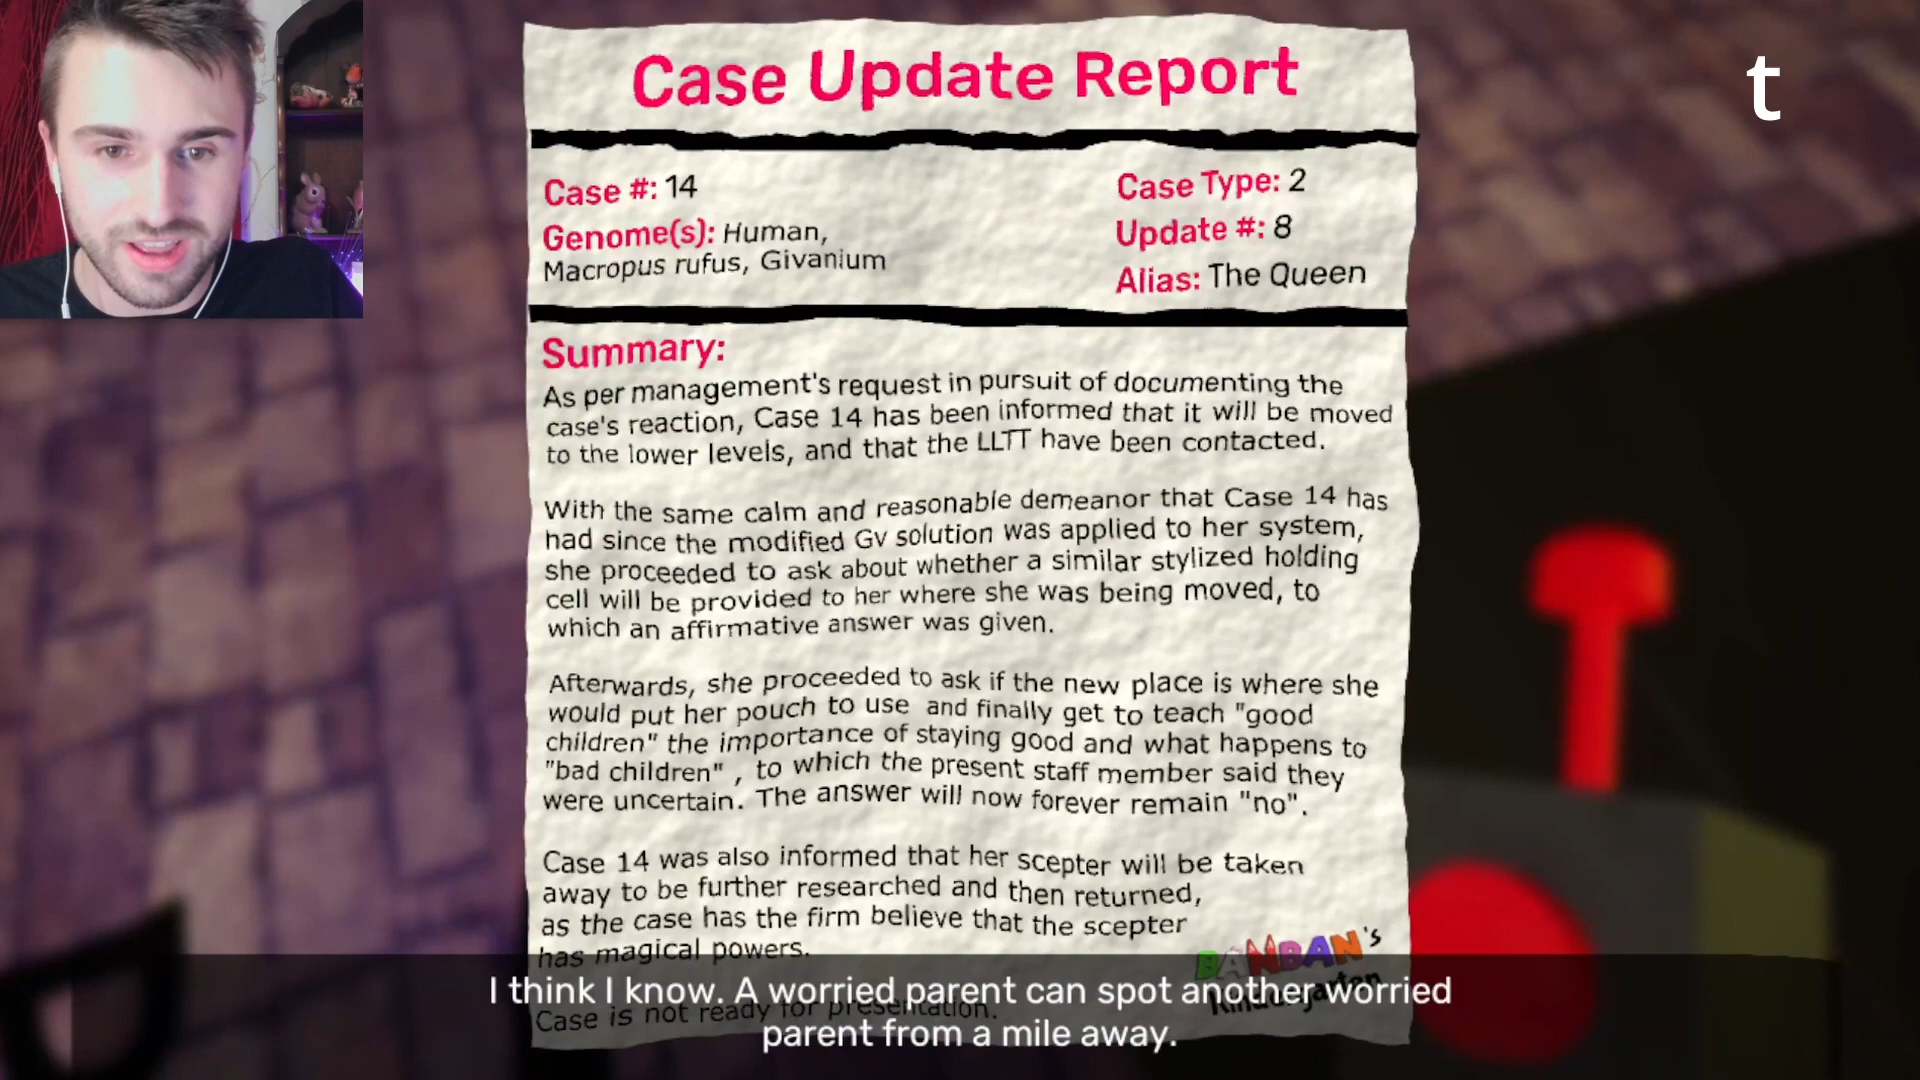 t
Case Update Report
Case #: 14
Genome(s): Human,
Macropus rufus, Givanium
Case Type: 2
Update #: 8
Alias: The Queen
Summary:
As per management's request in pursuit of documenting the
case's reaction, Case 14 has been informed that it will be moved
to the lower levels, and that the LLTT have been contacted.
With the same calm and reasonable demeanor that Case 14 has
had since the modified Gv solution was applied to her system,
she proceeded to ask about whether a similar stylized holding
cell will be provided to her where she was being moved, to
which an affirmative answer was given.
Afterwards, she proceeded to ask if the new place is where she
would put her pouch to use and finally get to teach "good
children" the importance of staying good and what happens to
"bad children" , to which the present staff member said they
were uncertain. The answer will now forever remain "no".
Case 14 was also informed that her scepter will be taken
away to be further researched and then returned,
as the case has the firm believe that the scepter
has magical powers.
Case is not ready for presentation.
BANBAN's
Kindergarten
I think I know. A worried parent can spot another worried
parent from a mile away.